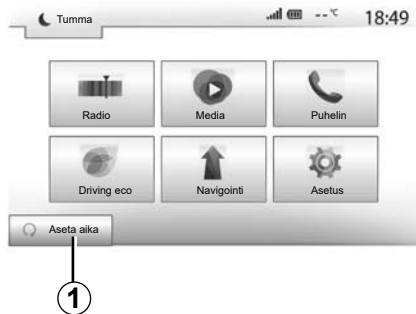 Tumma
--°C 18:49
Radio Media Puhelin
Driving eco Navigointi Asetus
Aseta aika
1